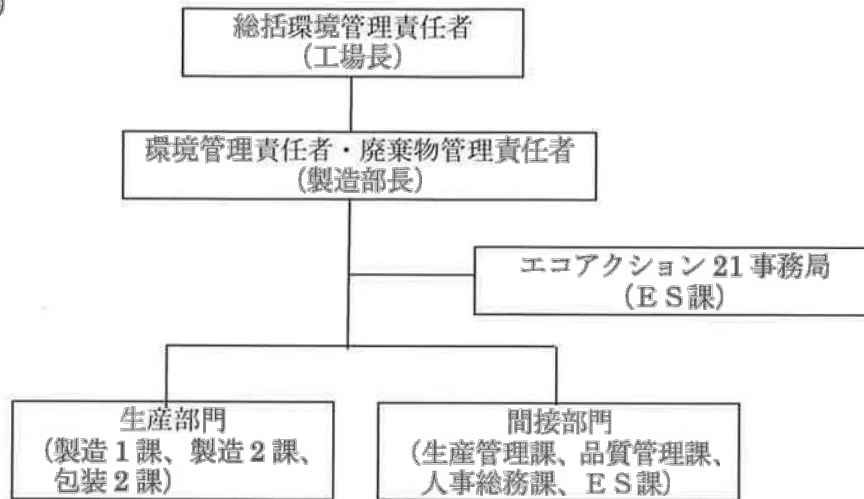 総括環境管理責任者
（工場長）
環境管理責任者・廃棄物管理責任者
（製造部長）
エコアクション 21 事務局
（ＥＳ課）
生産部門
（製造 1 課、製造 2 課、
包装 2 課）
間接部門
（生産管理課、品質管理課、
人事総務課、ＥＳ課）